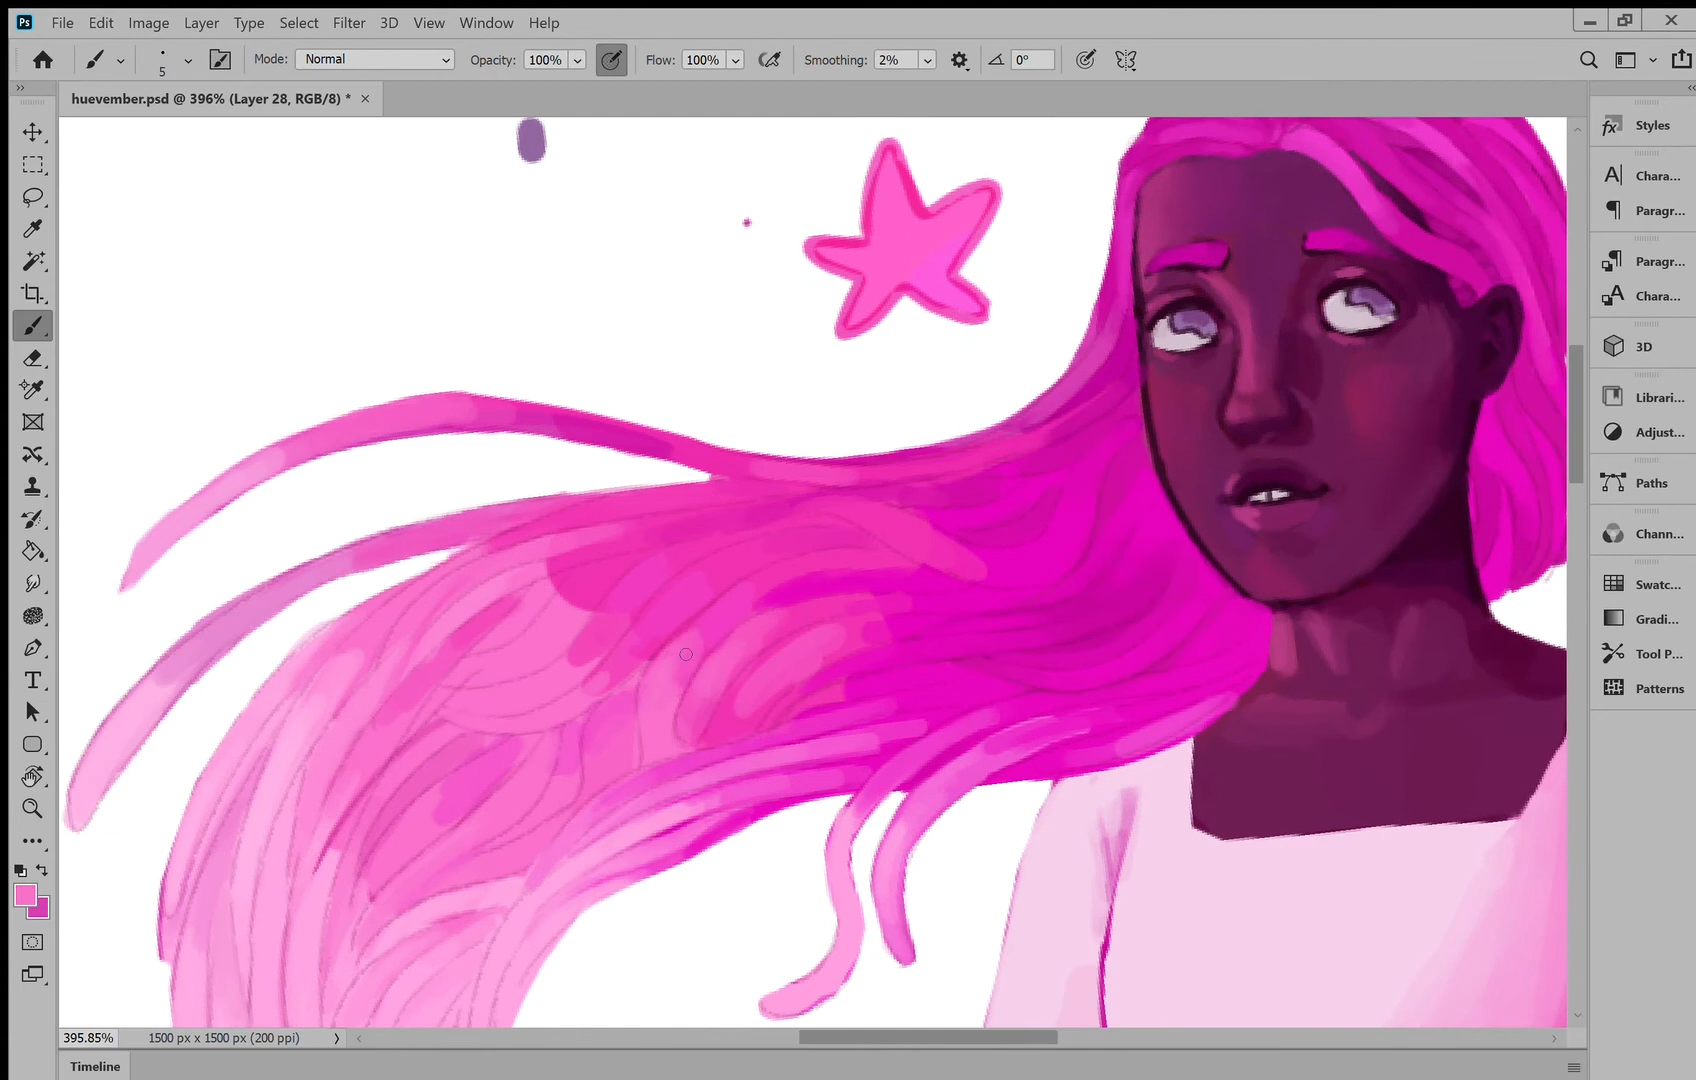 Ps File Edit Image Layer Type Select Filter 3D View Window Help
5 Mode: Normal Opacity: 100% Flow: 100% Smoothing: 2% 0°
huevember.psd @ 396% (Layer 28, RGB/8) * ×
fx Styles
A Chara...
Paragr...
Paragr...
A Chara...
3D
Librari...
Adjust...
Paths
Chann...
Swatc...
Gradi...
Tool P...
Patterns
395.85% 1500 px x 1500 px (200 ppi)
Timeline